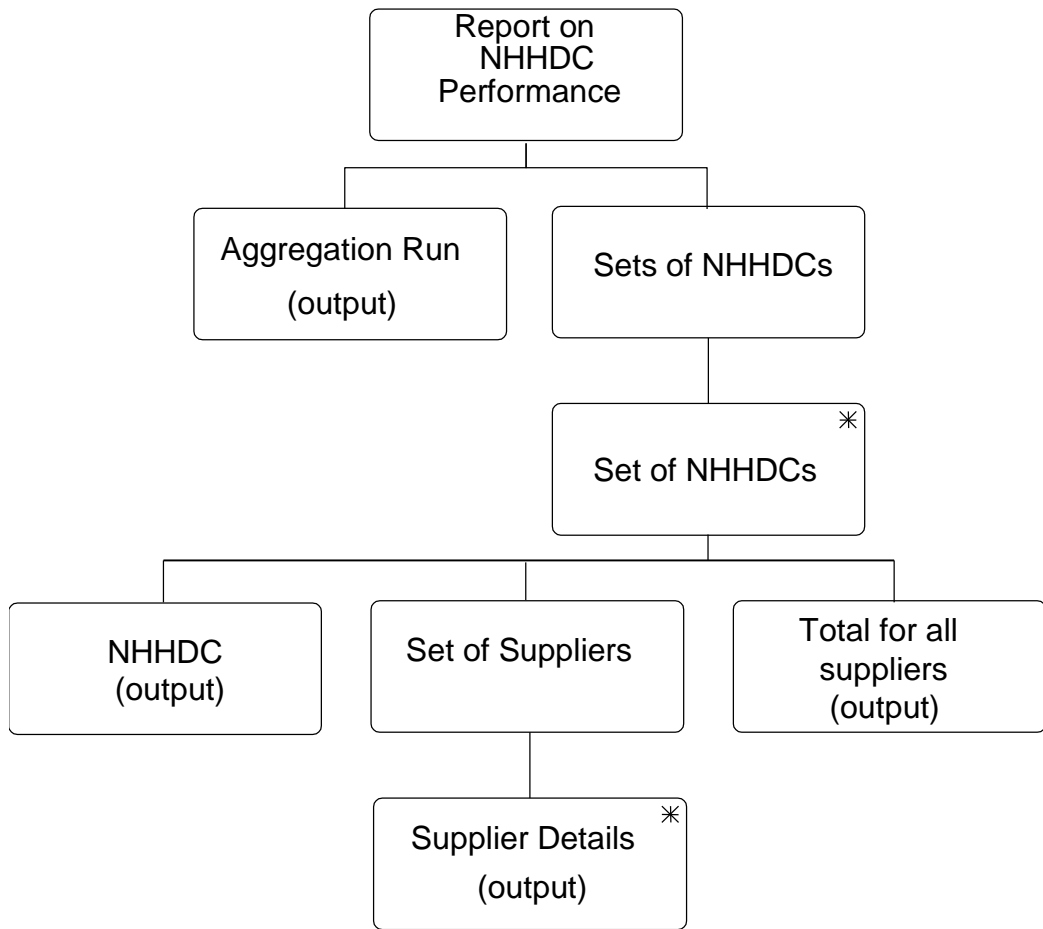 Report on
NHHDC
Performance
Aggregation Run
(output)
Sets of NHHDCs
Set of NHHDCs
NHHDC
(output)
Set of Suppliers
Total for all
suppliers
(output)
Supplier Details
(output)